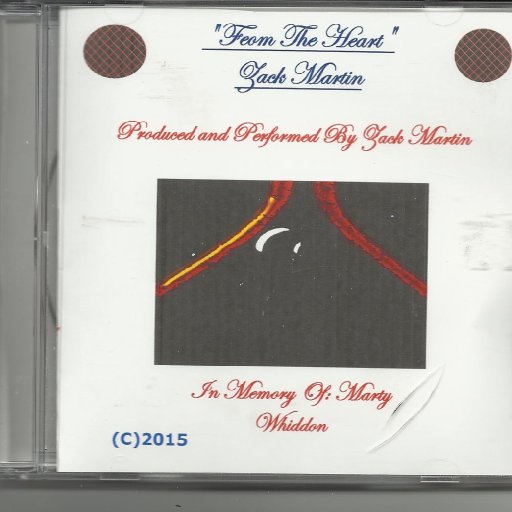 "Feom The Heart "
Zack Martin
Produced and Performed By Zack Martin
In Memory Of: Marty
Whiddon
(C)2015